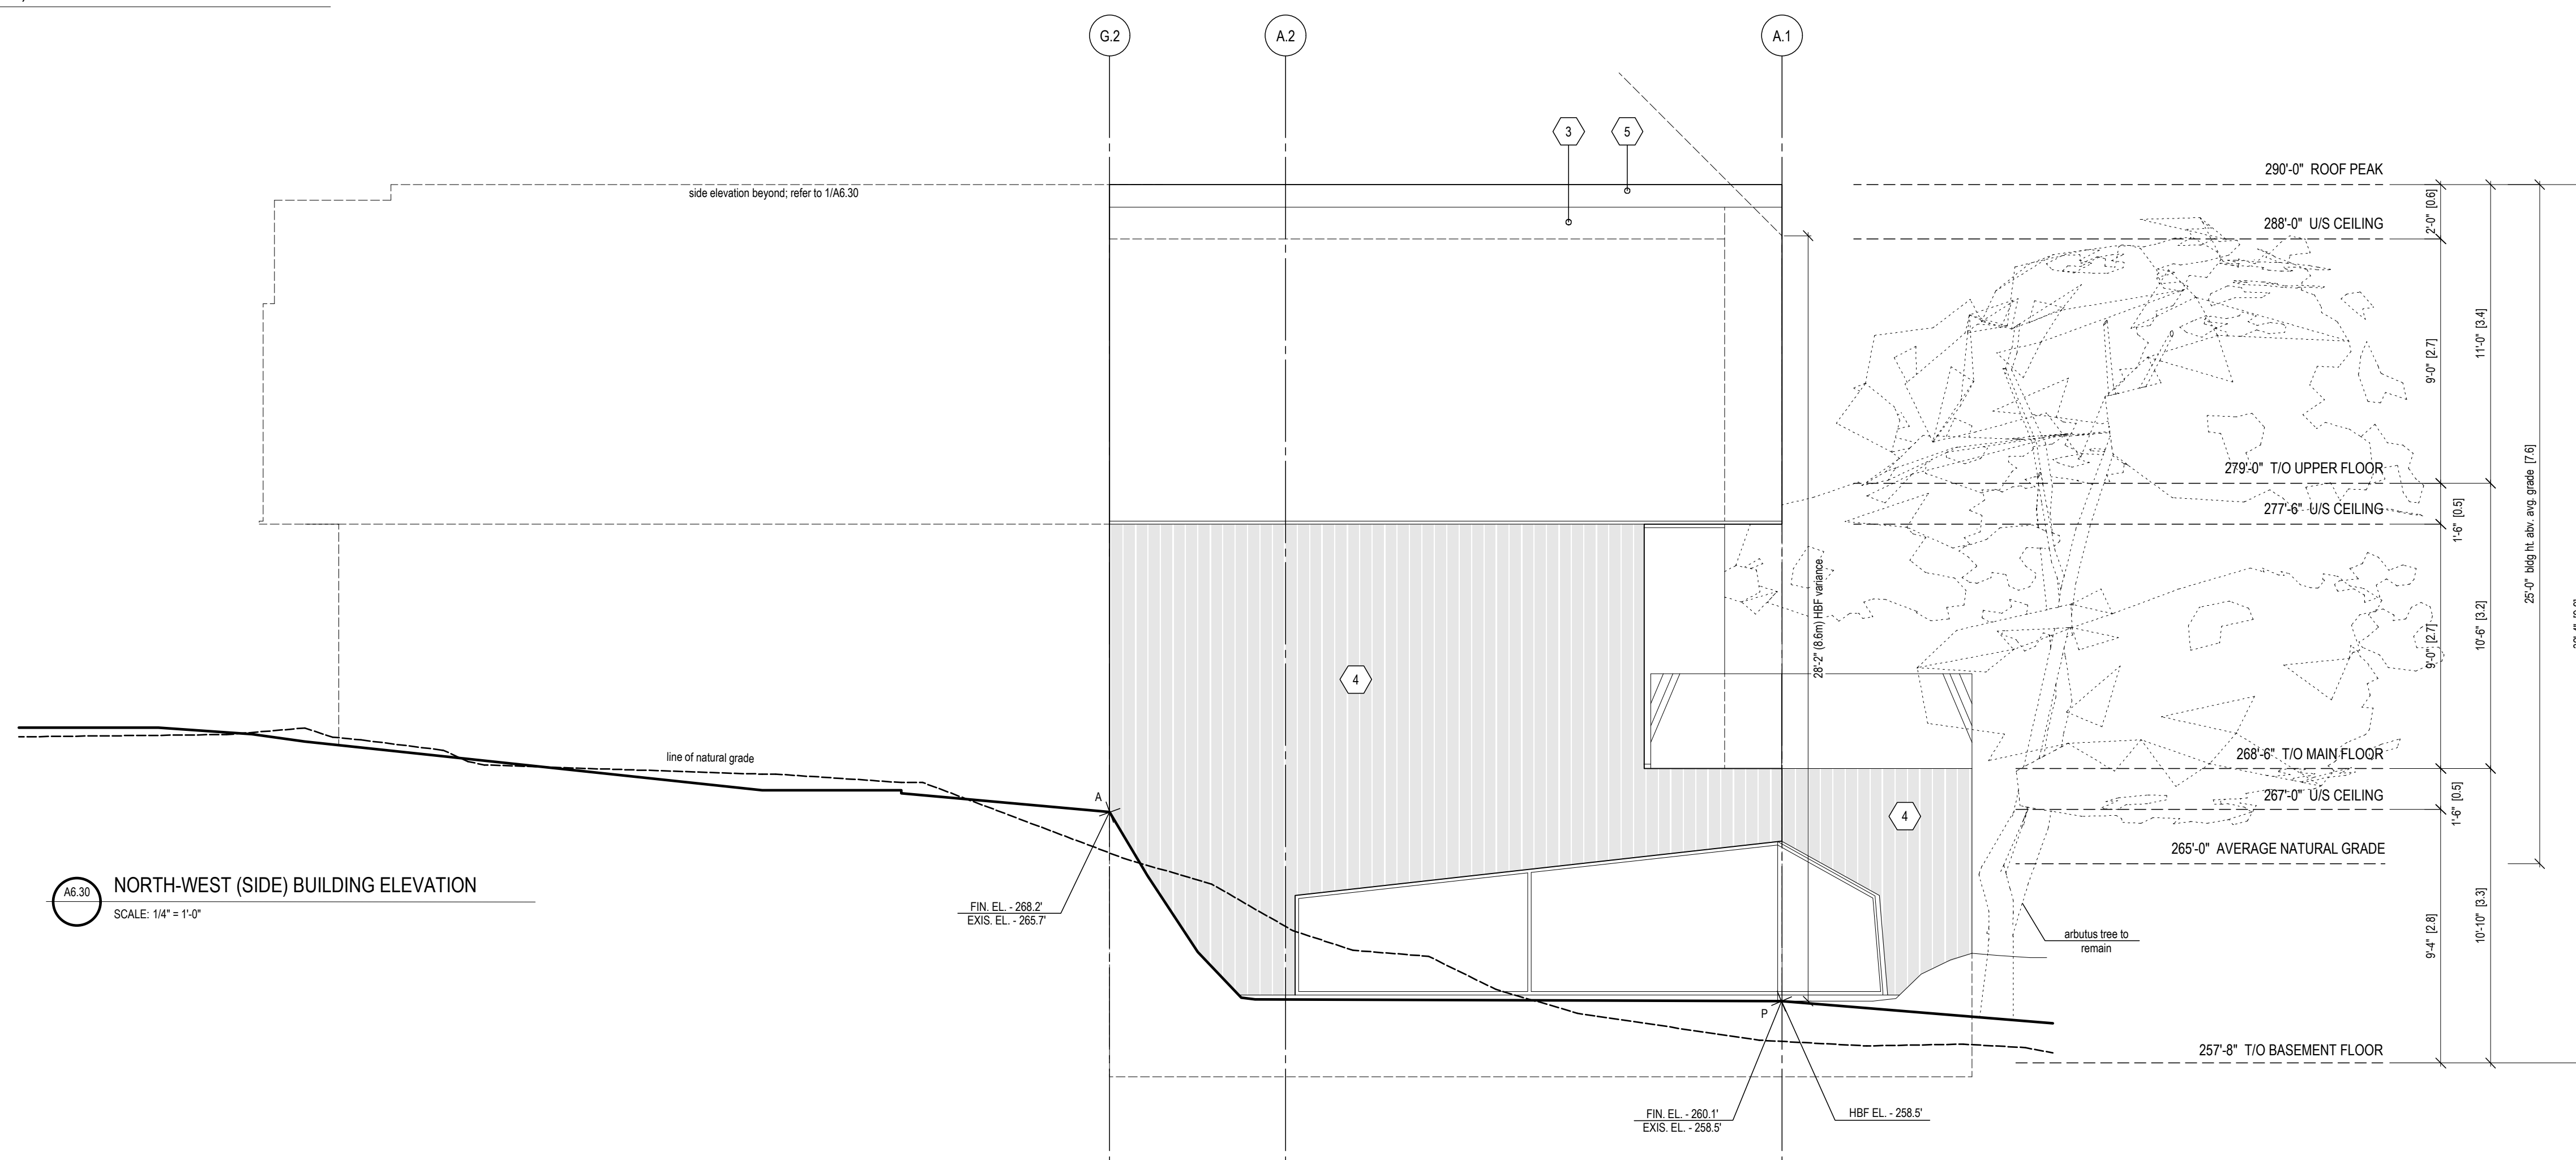 G.2
A.2
A.1
3
5
290'-0" ROOF PEAK
side elevation beyond; refer to 1/A6.30
2'-0" [0.6]
288'-0" U/S CEILING
9'-0" [2.7]
11'-0" [3.4]
279'-0" T/O UPPER FLOOR
277'-6" U/S CEILING
1'-6" [0.5]
25'-0" bldg ht. abv. avg. grade [7.6]
28'-2" (8.6m) HBF variance
9'-0" [2.7]
10'-6" [3.2]
4
line of natural grade
268'-6" T/O MAIN FLOOR
267'-0" U/S CEILING
1'-6" [0.5]
A
4
265'-0" AVERAGE NATURAL GRADE
A6.30
NORTH-WEST (SIDE) BUILDING ELEVATION
SCALE: 1/4" = 1'-0"
FIN. EL. - 268.2'
EXIS. EL. - 265.7'
arbutus tree to
remain
9'-4" [2.8]
10'-10" [3.3]
P
257'-8" T/O BASEMENT FLOOR
FIN. EL. - 260.1'
EXIS. EL. - 258.5'
HBF EL. - 258.5'